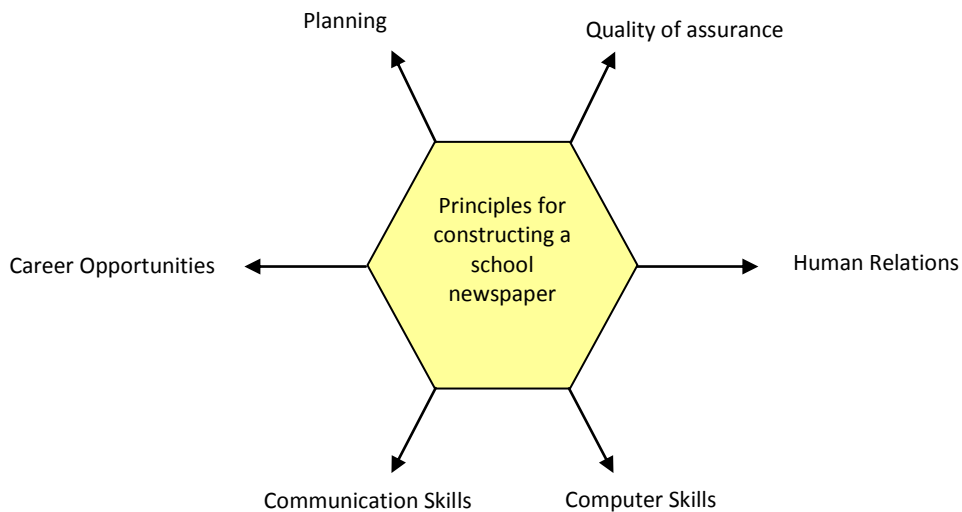 Planning
Quality of assurance
Principles for
constructing a
school
newspaper
Career Opportunities
Human Relations
Communication Skills
Computer Skills